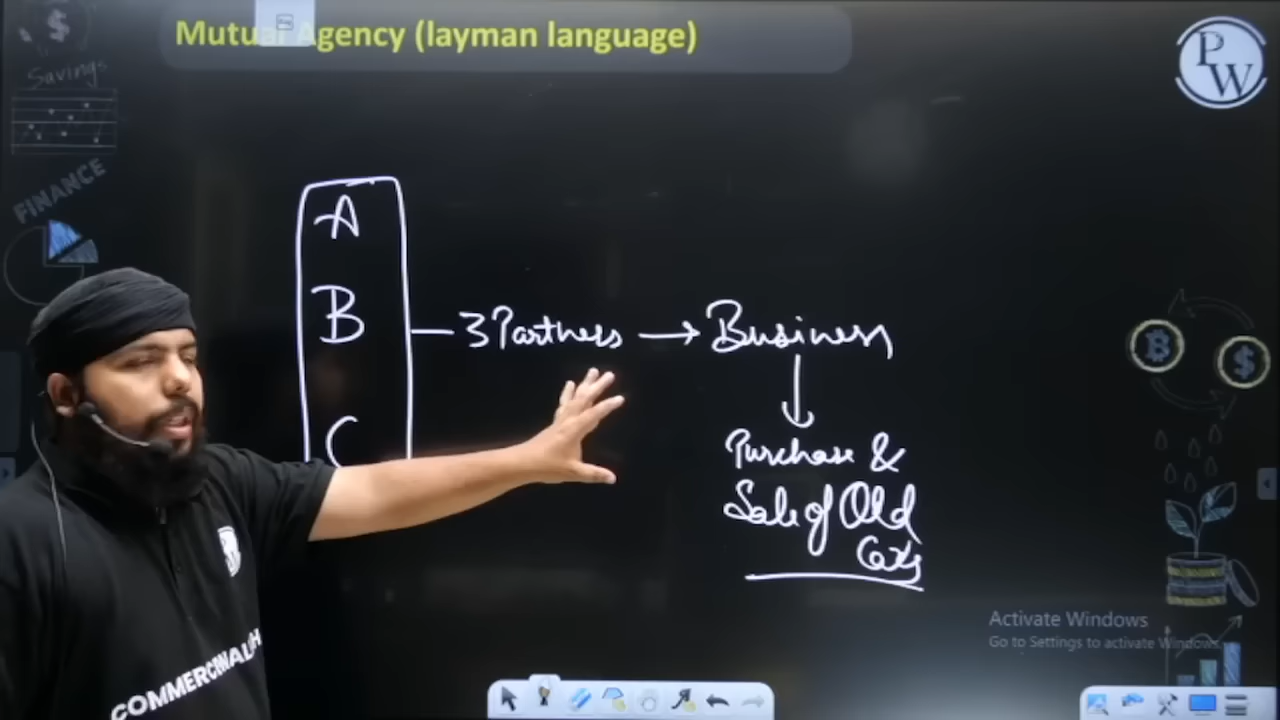 Mutual Agency (layman language)
PW
Savings
FINANCE
A
B
C
3 Partners → Business
Purchase &
Sale of Old
Cars
COMMERCE
Activate Windows
Go to Settings to activate Windows.